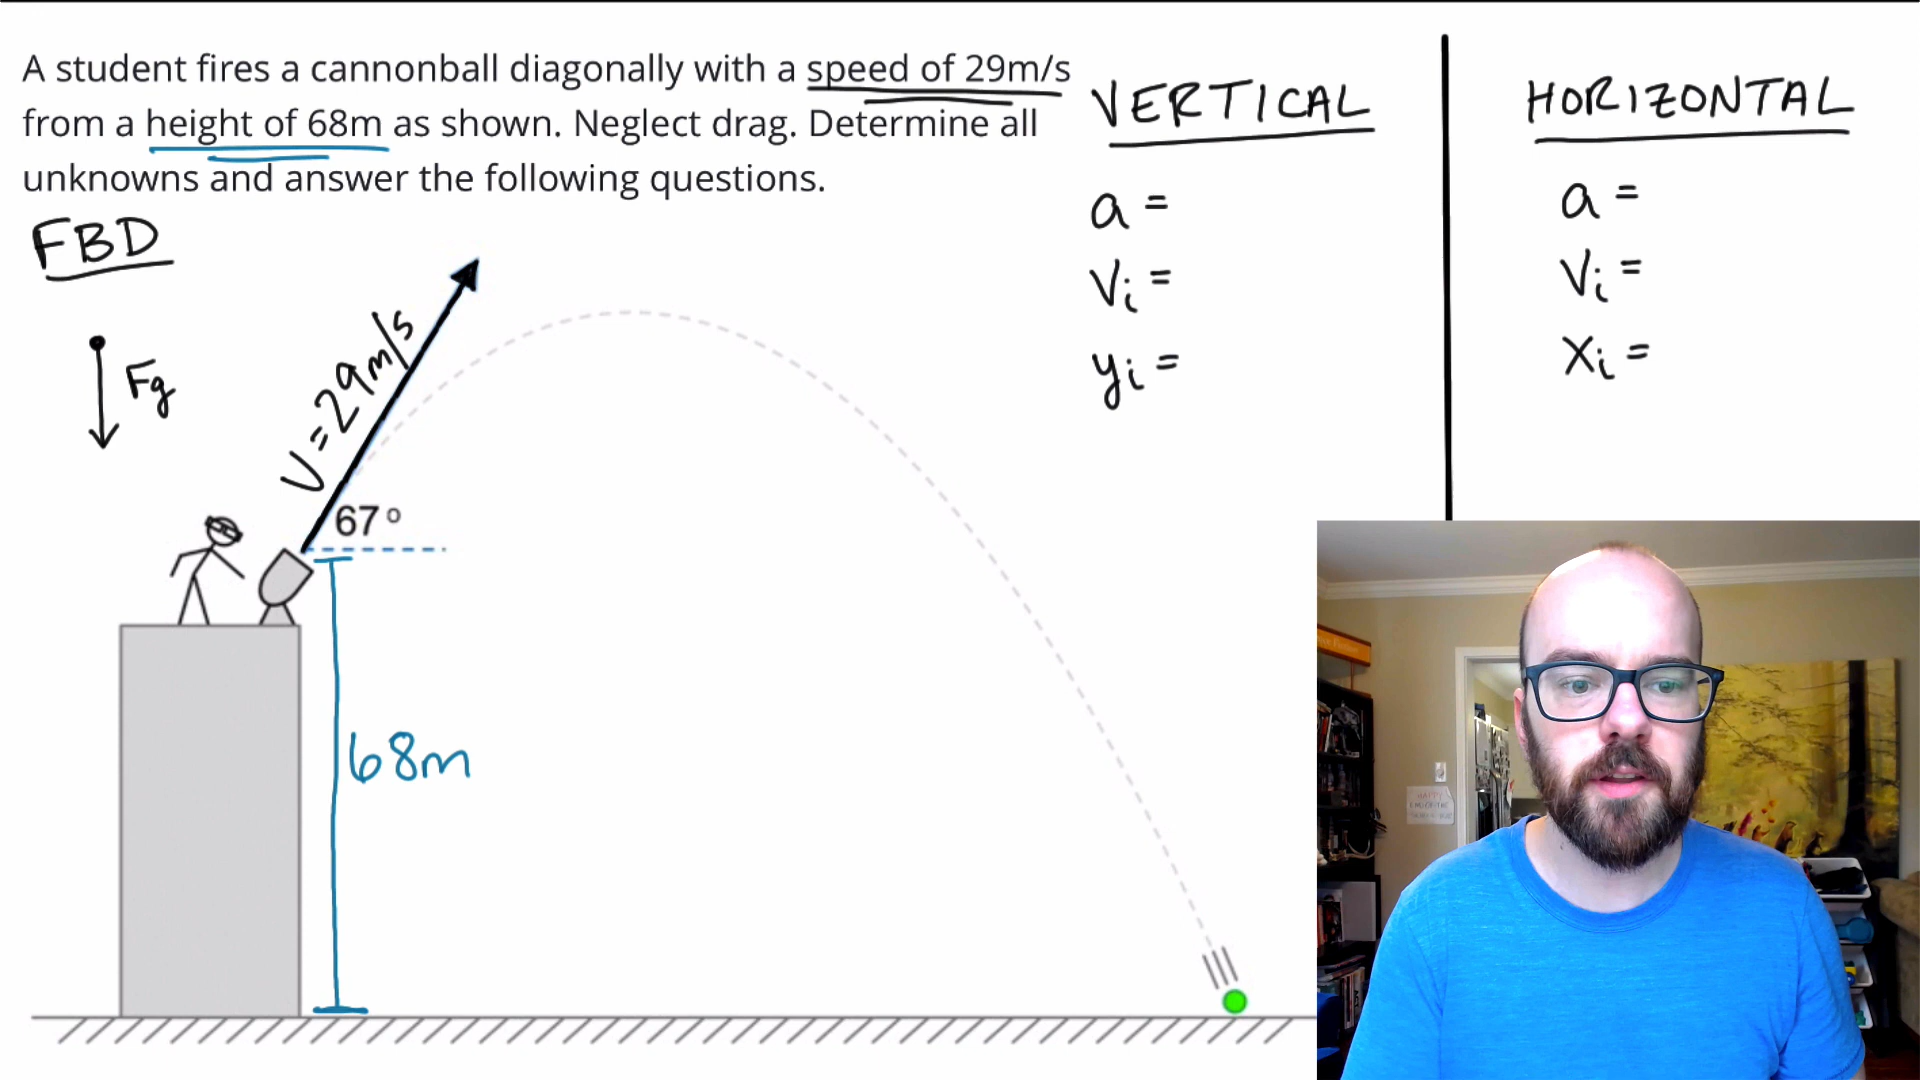 A student fires a cannonball diagonally with a speed of 29m/s
from a height of 68m as shown. Neglect drag. Determine all
unknowns and answer the following questions.
FBD
Fg
V = 29m/s
67°
68m
VERTICAL
a =
Vi =
yi =
HORIZONTAL
a =
Vi =
xi =
HAPPY